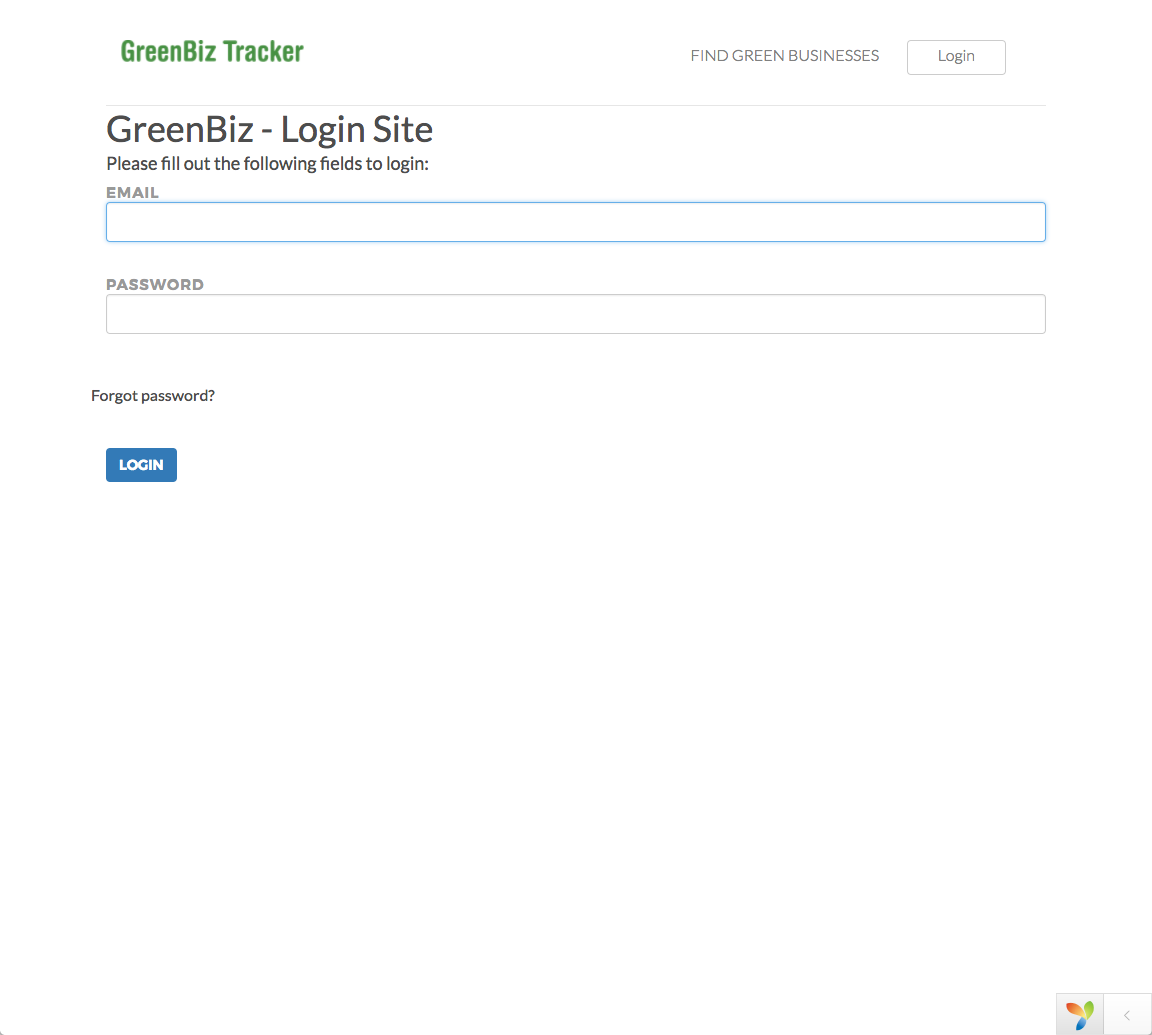 GreenBiz Tracker
FIND GREEN BUSINESSES
Login
GreenBiz - Login Site
Please fill out the following fields to login:
EMAIL
PASSWORD
Forgot password?
LOGIN